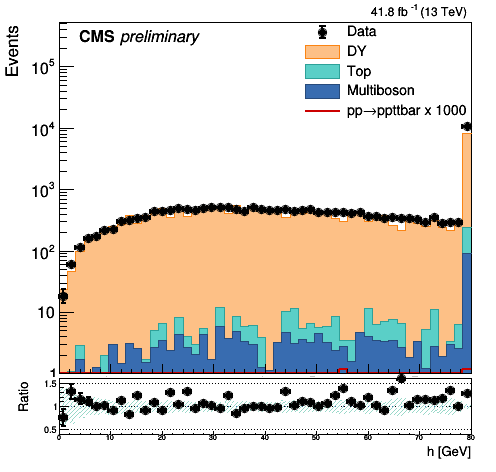 41.8 fb⁻¹ (13 TeV)
CMS preliminary
Data
DY
Top
Multiboson
pp→ppttbar x 1000
Events
10⁵
10⁴
10³
10²
10
1
Ratio
1.5
1
0.5
0 10 20 30 40 50 60 70 80
h [GeV]